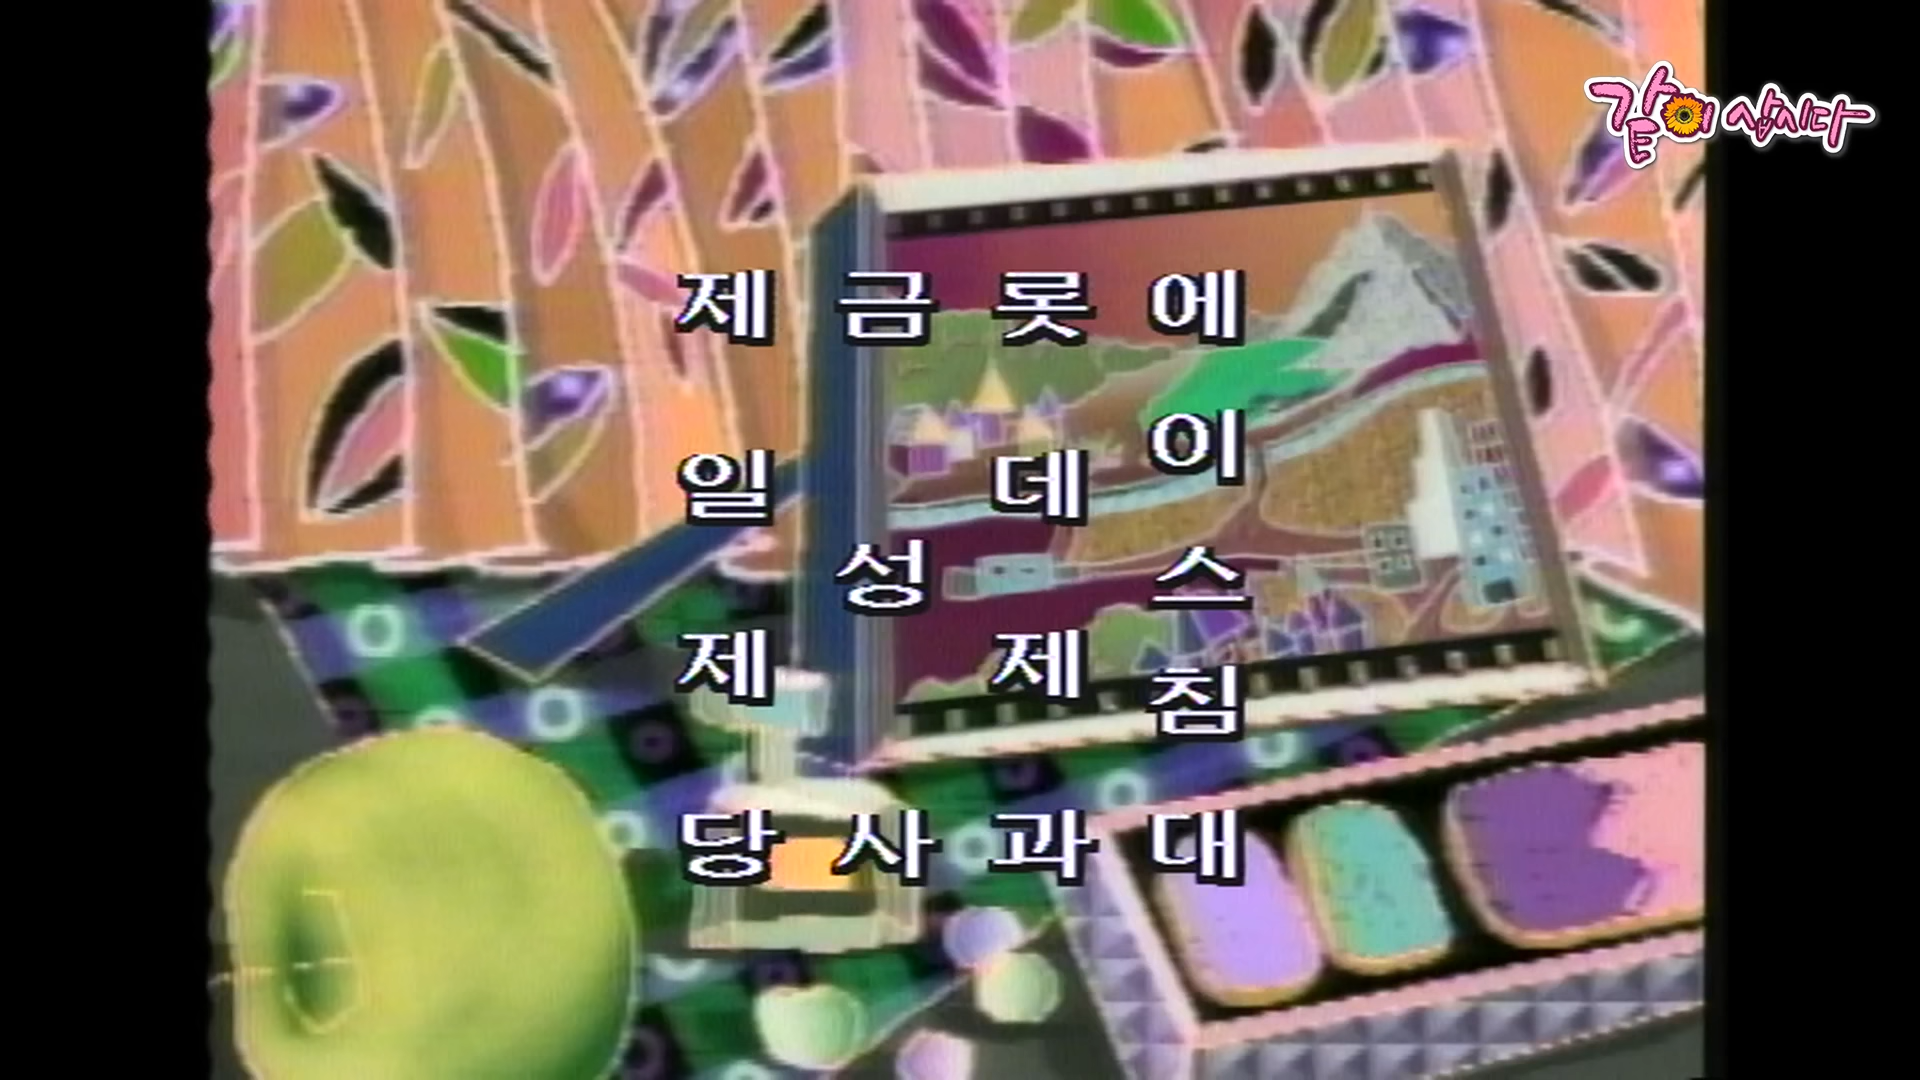 같이 삽시다
제일제당
금성사
롯데제과
에이스침대